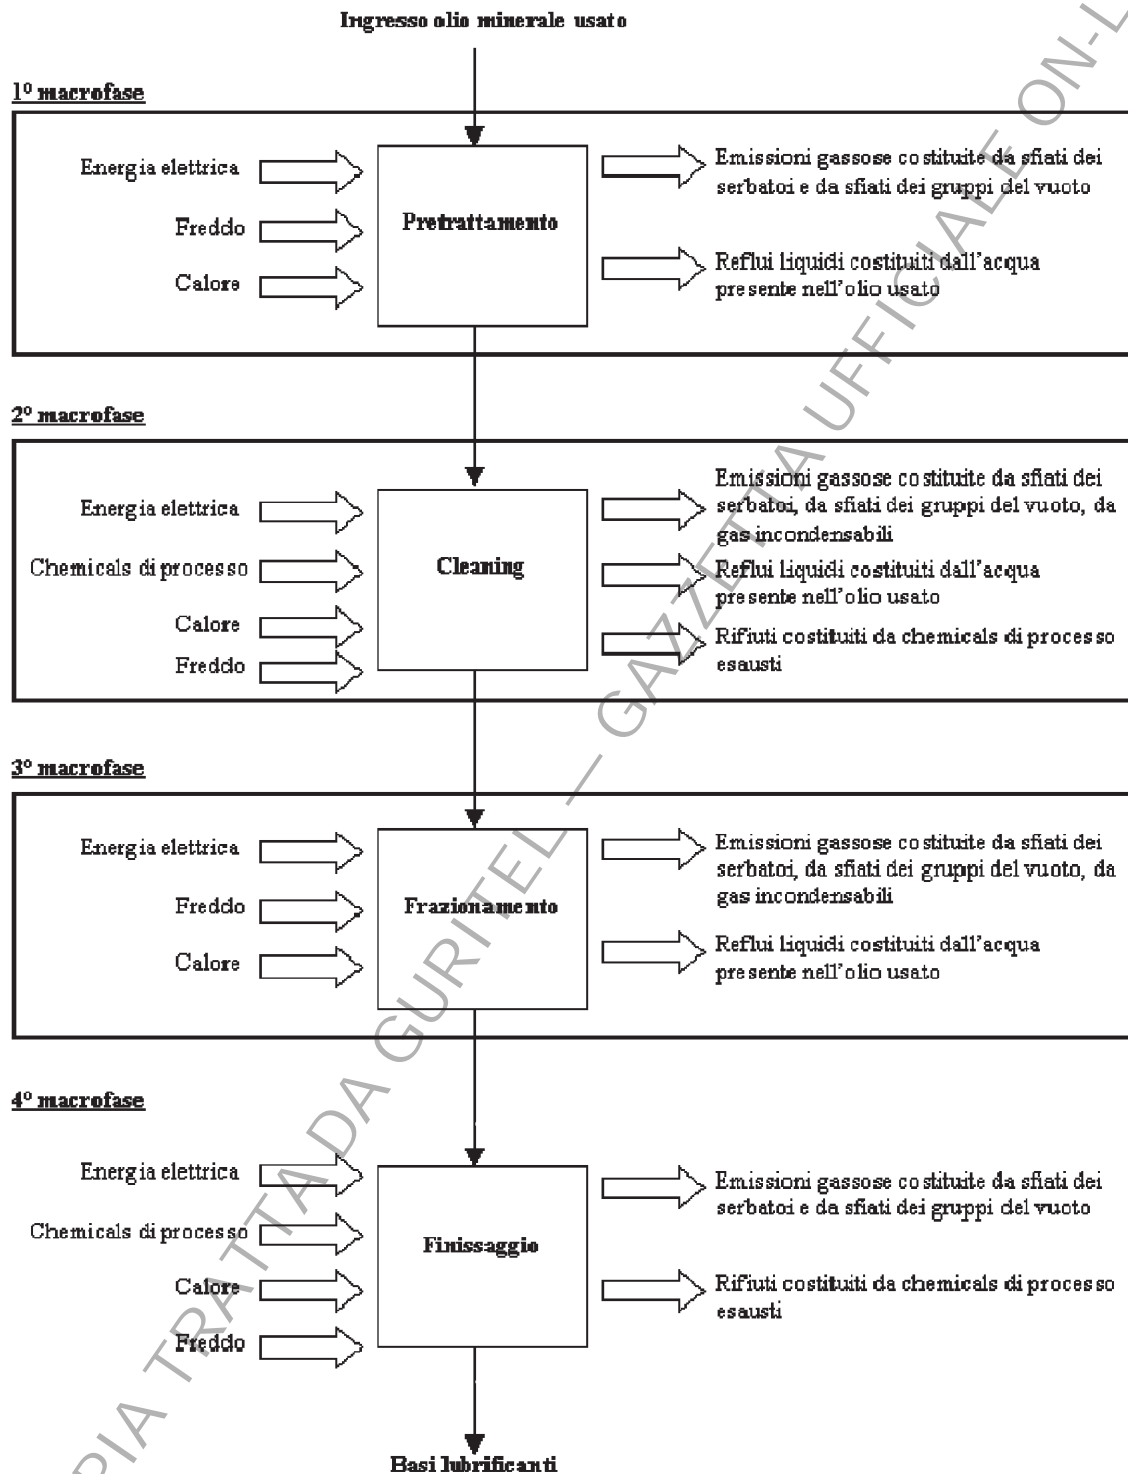 Ingresso olio minerale usato
1° macrofase
Energia elettrica
Freddo
Calore
Pretrattamento
Emissioni gassose costituite da sfiati dei
serbatoi e da sfiati dei gruppi del vuoto
Reflui liquidi costituiti dall'acqua
presente nell'olio usato
2° macrofase
Energia elettrica
Chemicals di processo
Calore
Freddo
Cleaning
Emissioni gassose costituite da sfiati dei
serbatoi, da sfiati dei gruppi del vuoto, da
gas incondensabili
Reflui liquidi costituiti dall'acqua
presente nell'olio usato
Rifiuti costituiti da chemicals di processo
esausti
3° macrofase
Energia elettrica
Freddo
Calore
Frazionamento
Emissioni gassose costituite da sfiati dei
serbatoi, da sfiati dei gruppi del vuoto, da
gas incondensabili
Reflui liquidi costituiti dall'acqua
presente nell'olio usato
4° macrofase
Energia elettrica
Chemicals di processo
Calore
Freddo
Finissaggio
Emissioni gassose costituite da sfiati dei
serbatoi e da sfiati dei gruppi del vuoto
Rifiuti costituiti da chemicals di processo
esausti
Basi lubrificanti
PIA TRATTA DA GURITEL — GAZZETTA UFFICIALE ON-L